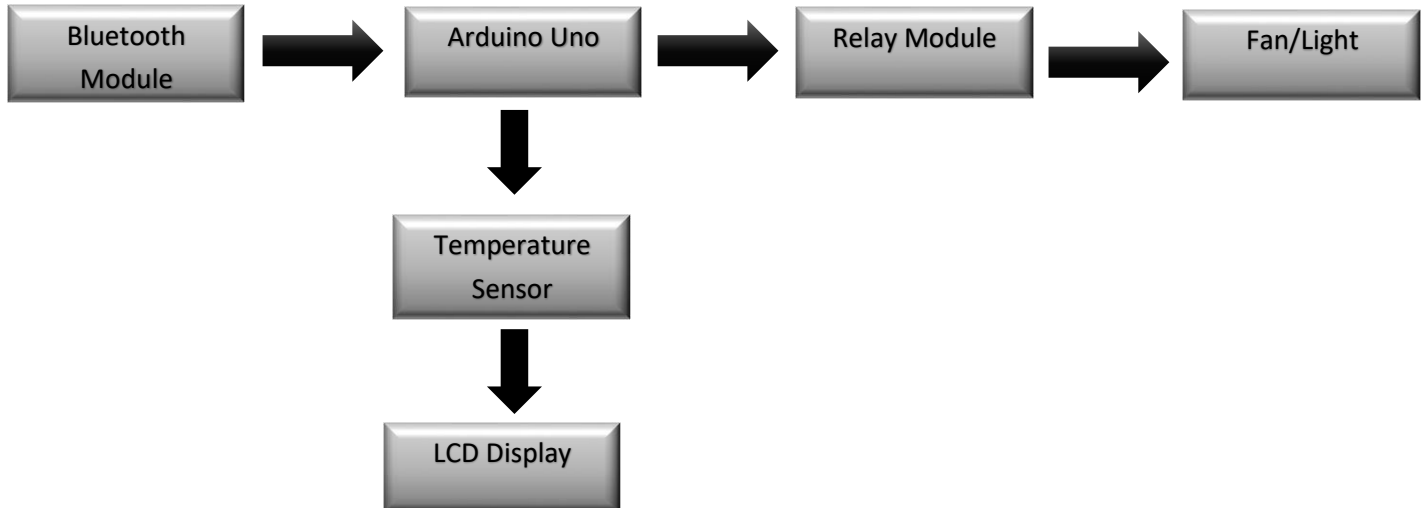 Bluetooth
Module
Arduino Uno
Relay Module
Fan/Light
Temperature
Sensor
LCD Display